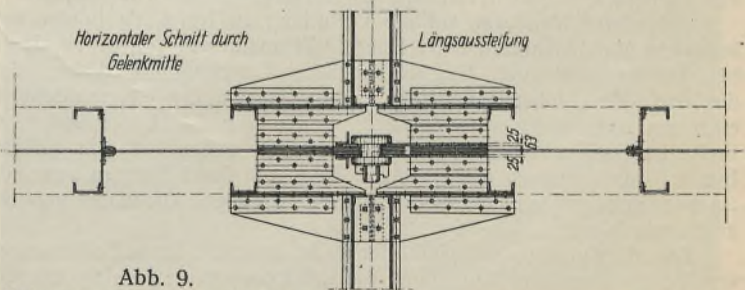 Horizontaler Schnitt durch
Gelenkmitte
Längsaussteifung
25
63
25
Abb. 9.